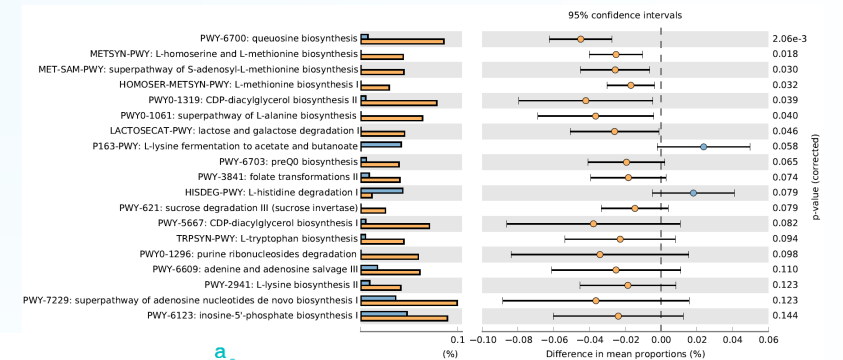 95% confidence intervals
PWY-6700: queuosine biosynthesis 2.06e-3
METSYN-PWY: L-homoserine and L-methionine biosynthesis 0.018
MET-SAM-PWY: superpathway of S-adenosyl-L-methionine biosynthesis 0.030
HOMOSER-METSYN-PWY: L-methionine biosynthesis I 0.032
PWY0-1319: CDP-diacylglycerol biosynthesis II 0.039
PWY0-1061: superpathway of L-alanine biosynthesis 0.040
LACTOSECAT-PWY: lactose and galactose degradation I 0.046
P163-PWY: L-lysine fermentation to acetate and butanoate 0.058
PWY-6703: preQ0 biosynthesis 0.065
PWY-3841: folate transformations II 0.074
HISDEG-PWY: L-histidine degradation I 0.079
PWY-621: sucrose degradation III (sucrose invertase) 0.079
PWY-5667: CDP-diacylglycerol biosynthesis I 0.082
TRPSYN-PWY: L-tryptophan biosynthesis 0.094
PWY0-1296: purine ribonucleosides degradation 0.098
PWY-6609: adenine and adenosine salvage III 0.110
PWY-2941: L-lysine biosynthesis II 0.123
PWY-7229: superpathway of adenosine nucleotides de novo biosynthesis I 0.123
PWY-6123: inosine-5'-phosphate biosynthesis I 0.144
p-value (corrected)
0.1 −0.10 −0.08 −0.06 −0.04 −0.02 0.00 0.02 0.04 0.06
(%) Difference in mean proportions (%)
a